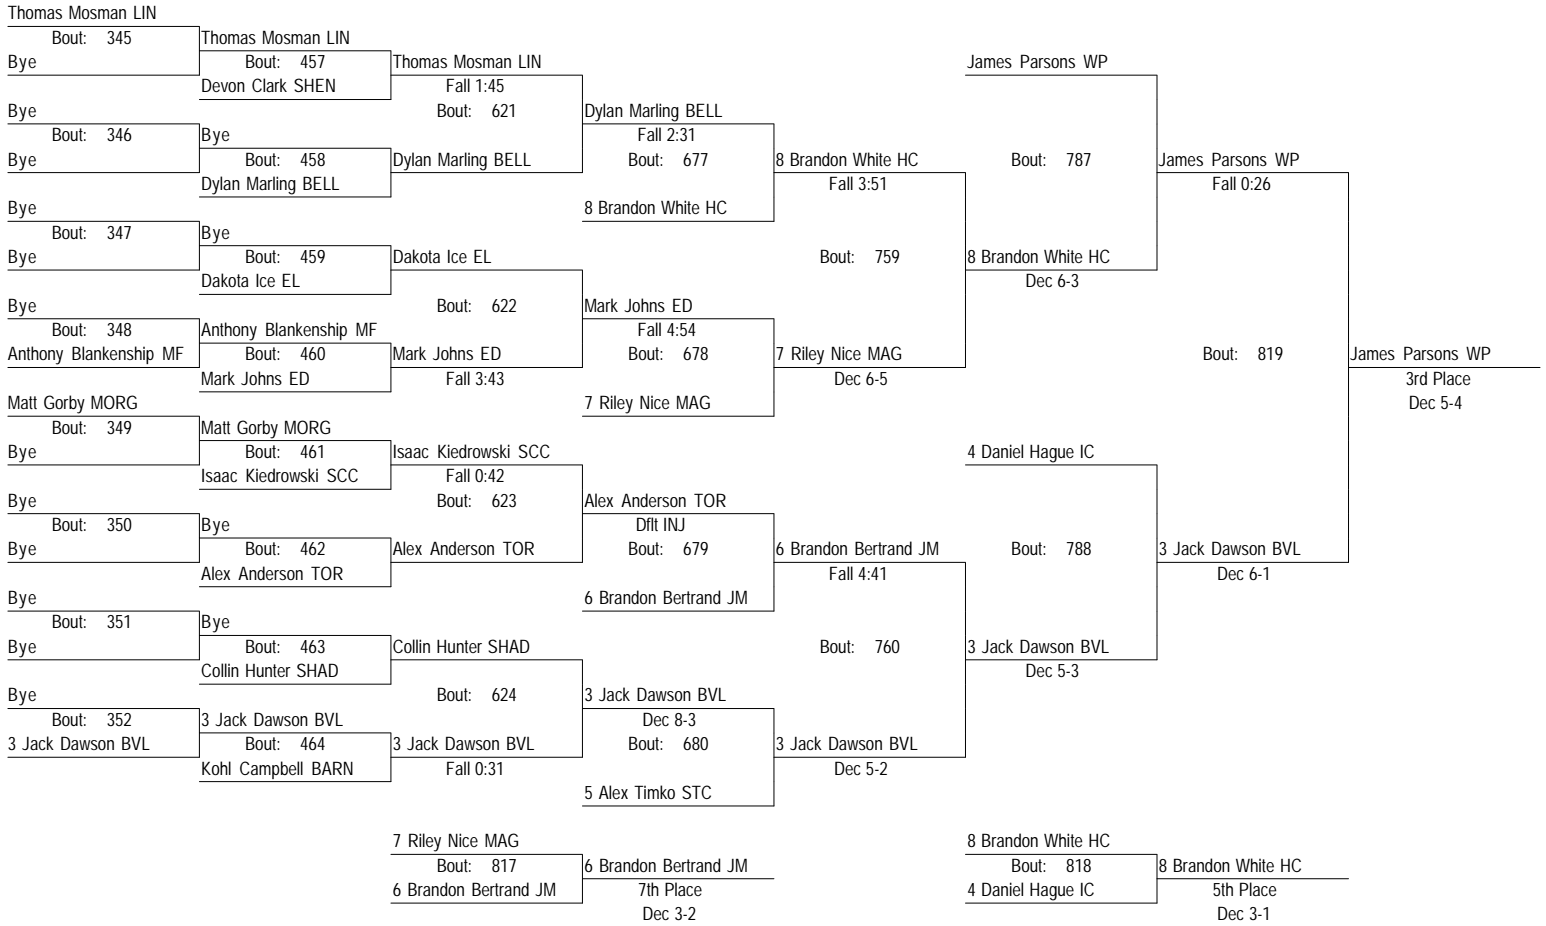 Thomas Mosman LIN
Bout: 345
Bye
Bye
Bout: 346
Bye
Bye
Bout: 347
Bye
Bye
Bout: 348
Anthony Blankenship MF
Matt Gorby MORG
Bout: 349
Bye
Bye
Bout: 350
Bye
Bye
Bout: 351
Bye
Bye
Bout: 352
3 Jack Dawson BVL
Thomas Mosman LIN
Bout: 457
Devon Clark SHEN
Bye
Bout: 458
Dylan Marling BELL
Bye
Bout: 459
Dakota Ice EL
Anthony Blankenship MF
Bout: 460
Mark Johns ED
Matt Gorby MORG
Bout: 461
Isaac Kiedrowski SCC
Bye
Bout: 462
Alex Anderson TOR
Bye
Bout: 463
Collin Hunter SHAD
3 Jack Dawson BVL
Bout: 464
Kohl Campbell BARN
Thomas Mosman LIN
Fall 1:45
Bout: 621
Dylan Marling BELL
Dakota Ice EL
Bout: 622
Mark Johns ED
Fall 3:43
Isaac Kiedrowski SCC
Fall 0:42
Bout: 623
Alex Anderson TOR
Collin Hunter SHAD
Bout: 624
3 Jack Dawson BVL
Fall 0:31
Dylan Marling BELL
Fall 2:31
Bout: 677
8 Brandon White HC
Mark Johns ED
Fall 4:54
Bout: 678
7 Riley Nice MAG
Alex Anderson TOR
Dflt INJ
Bout: 679
6 Brandon Bertrand JM
3 Jack Dawson BVL
Dec 8-3
Bout: 680
5 Alex Timko STC
8 Brandon White HC
Fall 3:51
Bout: 759
7 Riley Nice MAG
Dec 6-5
6 Brandon Bertrand JM
Fall 4:41
Bout: 760
3 Jack Dawson BVL
Dec 5-2
James Parsons WP
Bout: 787
8 Brandon White HC
Dec 6-3
4 Daniel Hague IC
Bout: 788
3 Jack Dawson BVL
Dec 5-3
James Parsons WP
Fall 0:26
Bout: 819
3 Jack Dawson BVL
Dec 6-1
James Parsons WP
3rd Place
Dec 5-4
7 Riley Nice MAG
Bout: 817
6 Brandon Bertrand JM
6 Brandon Bertrand JM
7th Place
Dec 3-2
8 Brandon White HC
Bout: 818
4 Daniel Hague IC
8 Brandon White HC
5th Place
Dec 3-1